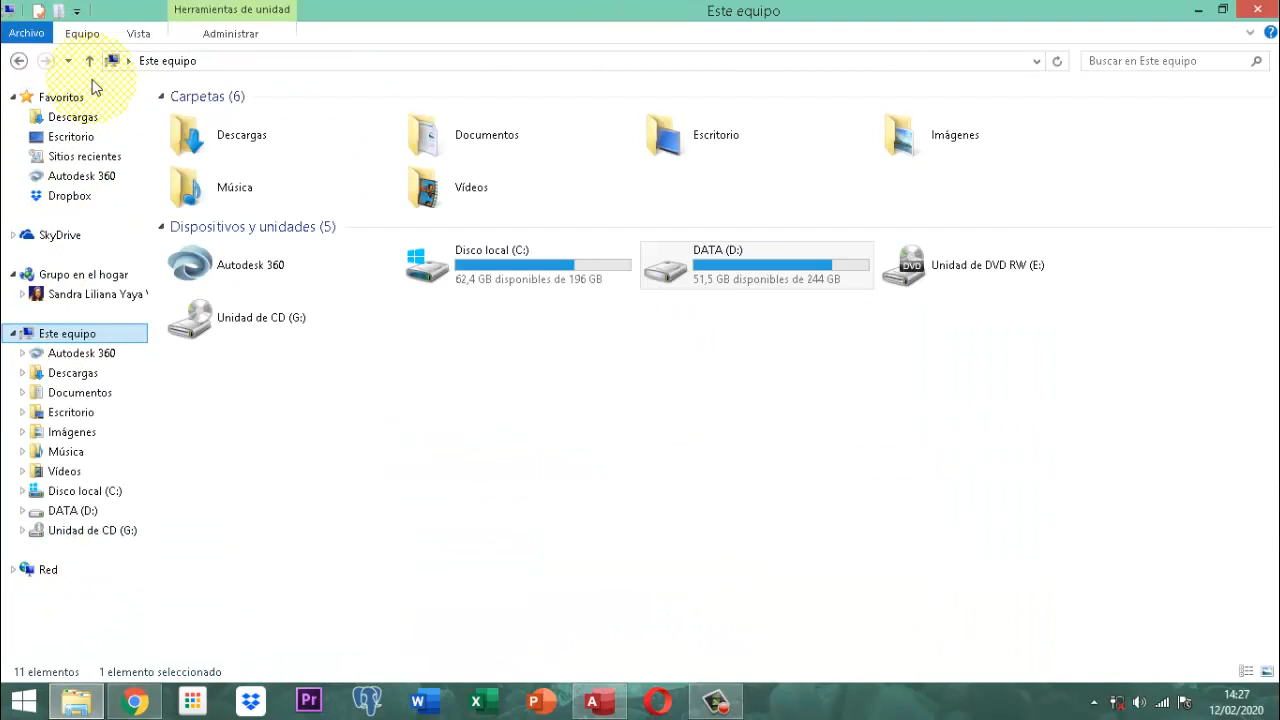 Herramientas de unidad
Este equipo
Archivo Equipo Vista Administrar
Este equipo
Buscar en Este equipo
Favoritos
Descargas
Escritorio
Sitios recientes
Autodesk 360
Dropbox
SkyDrive
Grupo en el hogar
Sandra Liliana Yaya
Este equipo
Autodesk 360
Descargas
Documentos
Escritorio
Imágenes
Música
Vídeos
Disco local (C:)
DATA (D:)
Unidad de CD (G:)
Red
Carpetas (6)
Descargas
Documentos
Escritorio
Imágenes
Música
Vídeos
Dispositivos y unidades (5)
Autodesk 360
Disco local (C:)
62,4 GB disponibles de 196 GB
DATA (D:)
51,5 GB disponibles de 244 GB
DVD
Unidad de DVD RW (E:)
Unidad de CD (G:)
11 elementos 1 elemento seleccionado
Pr
W
X
P
A
14:27
12/02/2020